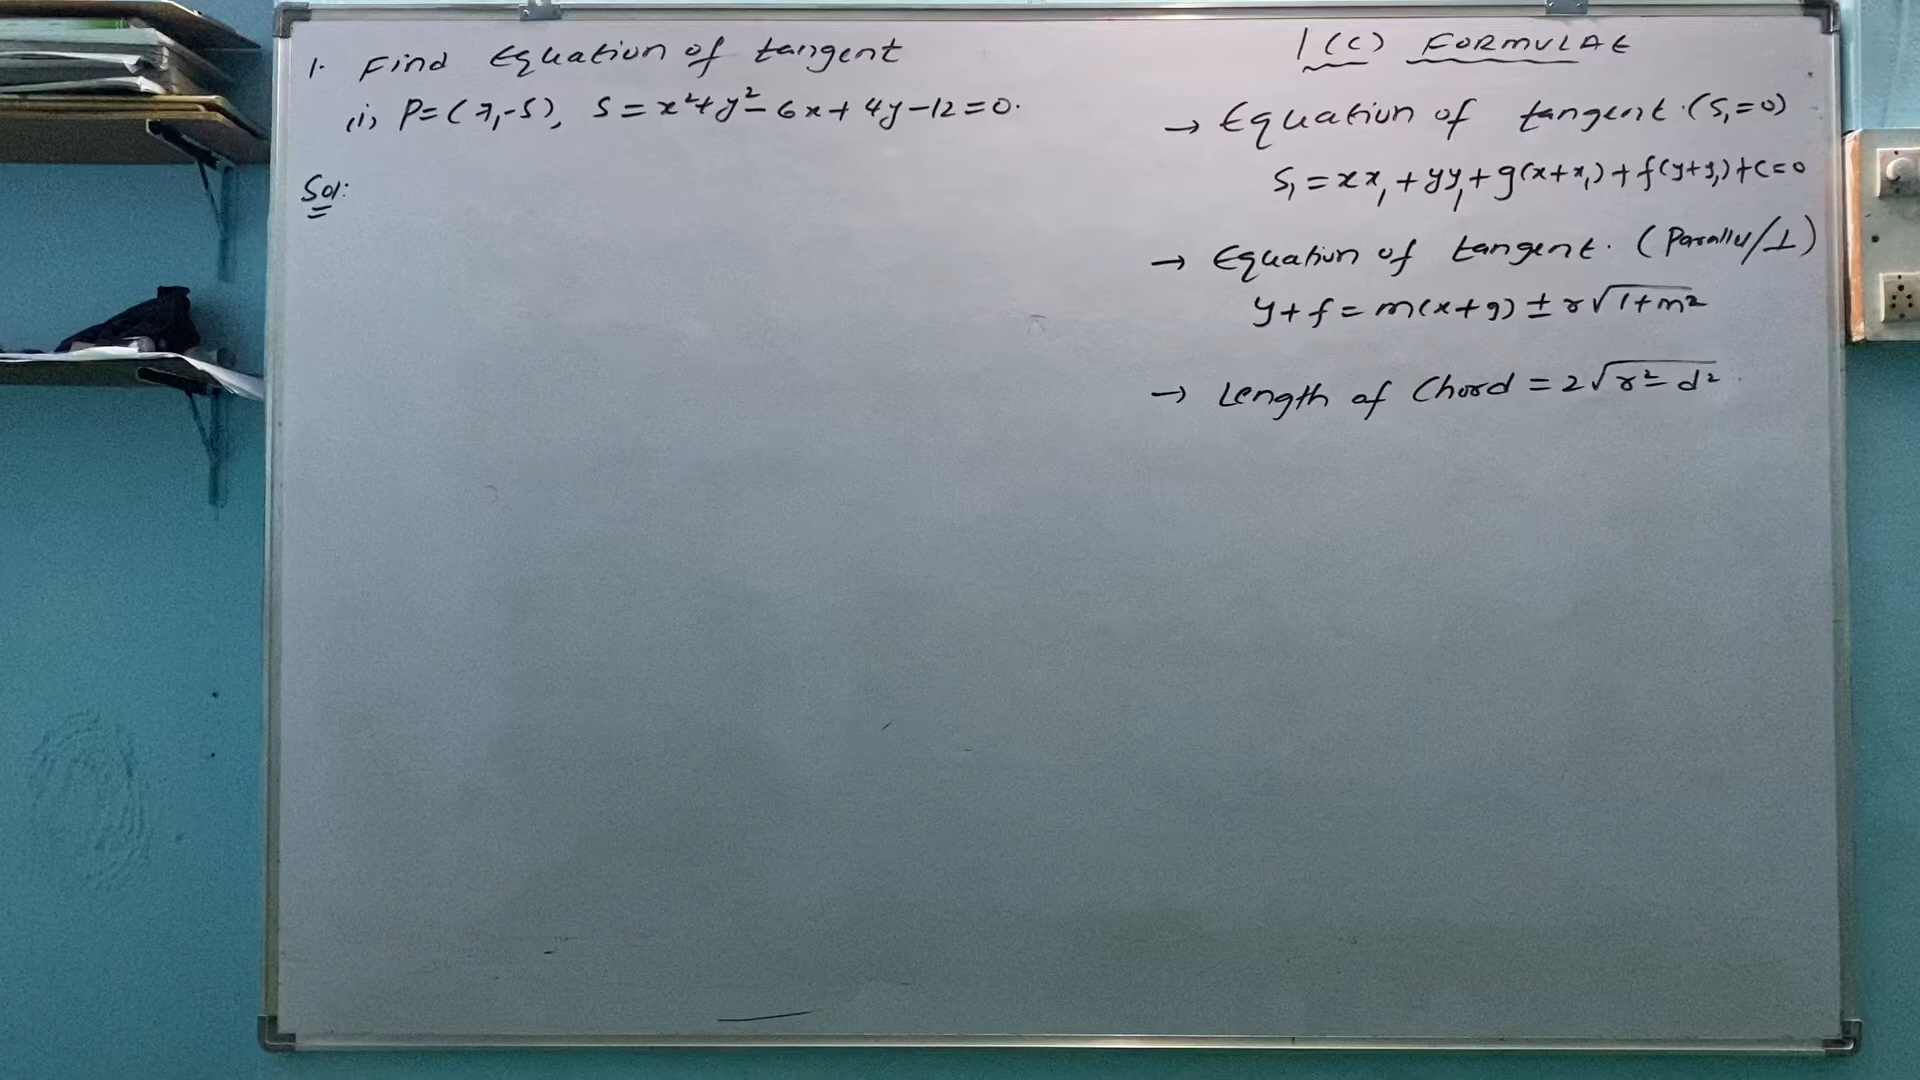 1. Find Equation of tangent
(i) P=(7,-5), S=x²+y²-6x+4y-12=0.
Sol:
1(C) FORMULAE
→ Equation of tangent.(S₁=0)
S₁=xx₁+yy₁+g(x+x₁)+f(y+y₁)+c=0
→ Equation of tangent. (Parallel/⊥)
y+f=m(x+g)±r√1+m²
→ Length of Chord=2√r²-d²